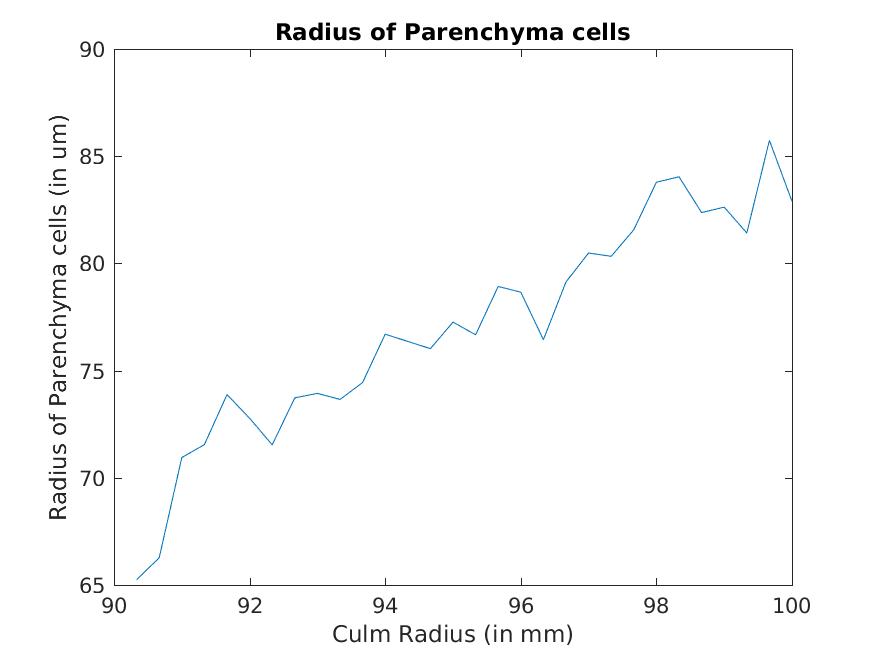 Radius of Parenchyma cells
90
85
80
75
70
65
Radius of Parenchyma cells (in um)
90 92 94 96 98 100
Culm Radius (in mm)